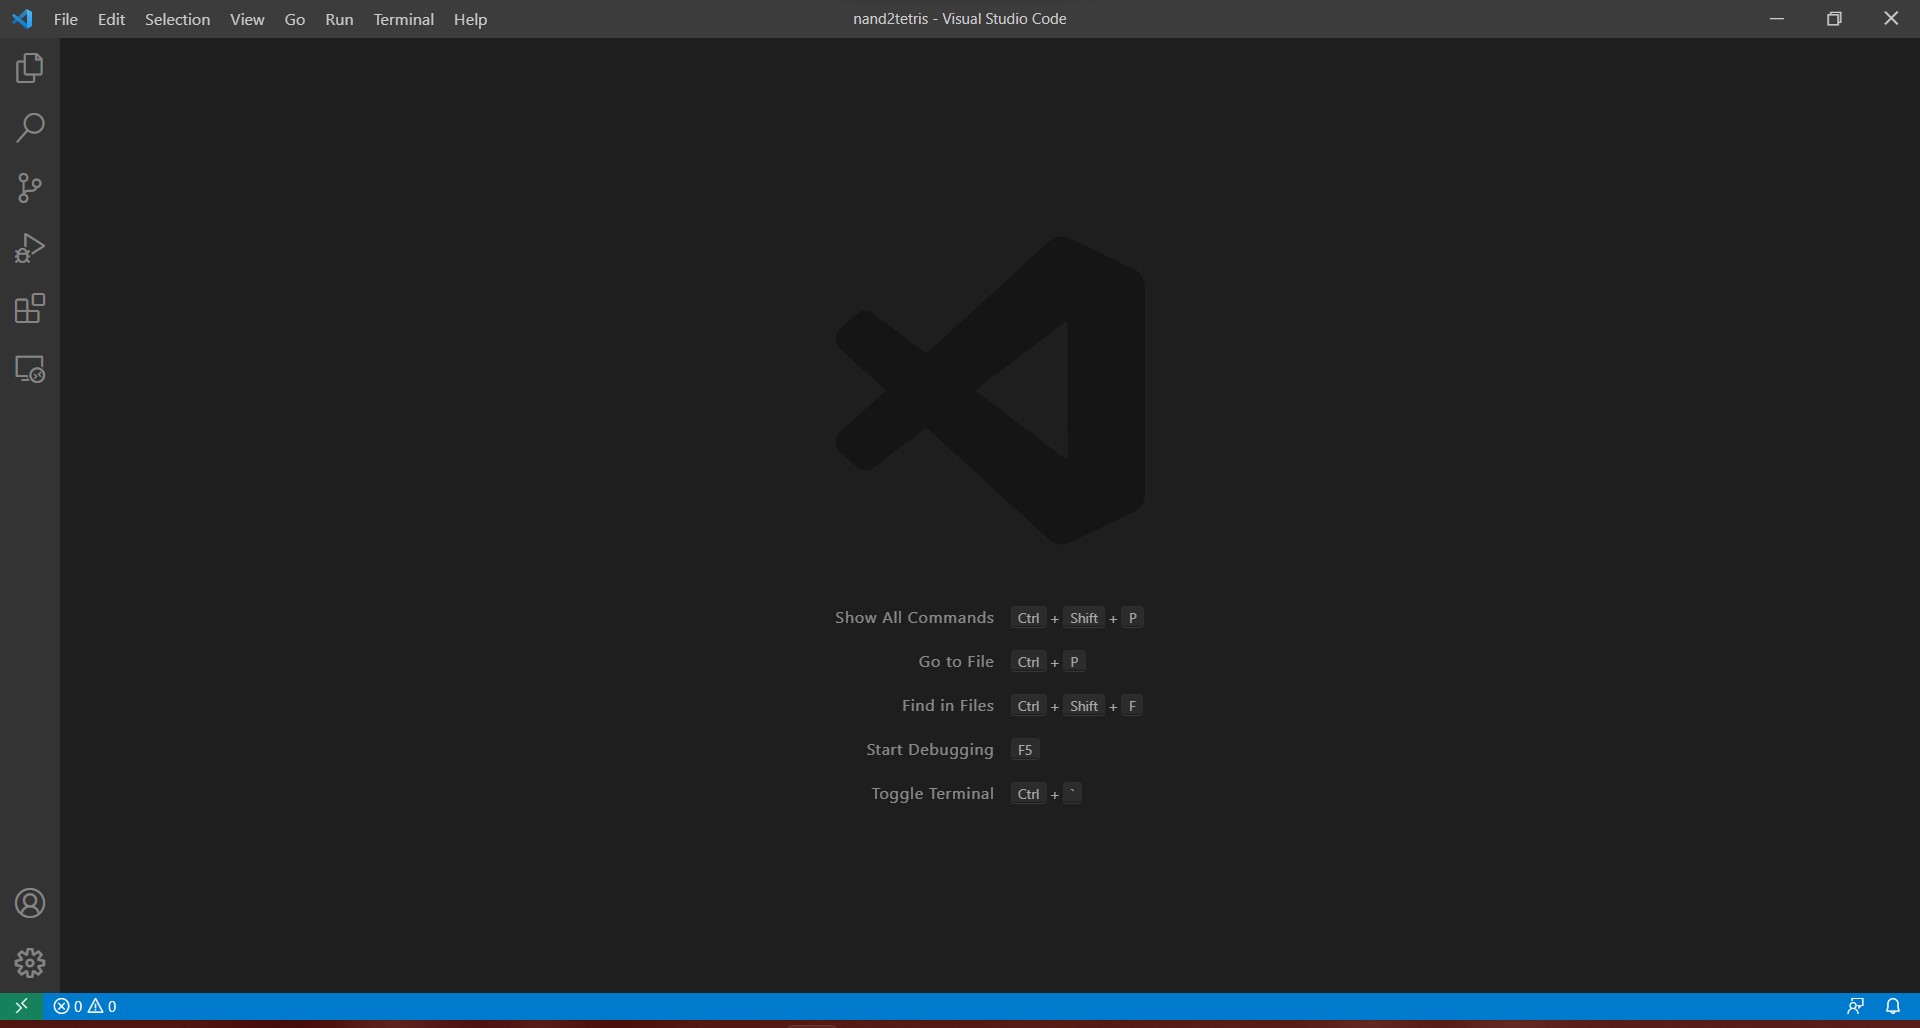 File Edit Selection View Go Run Terminal Help nand2tetris - Visual Studio Code
Show All Commands Ctrl + Shift + P
Go to File Ctrl + P
Find in Files Ctrl + Shift + F
Start Debugging F5
Toggle Terminal Ctrl + `
0 0